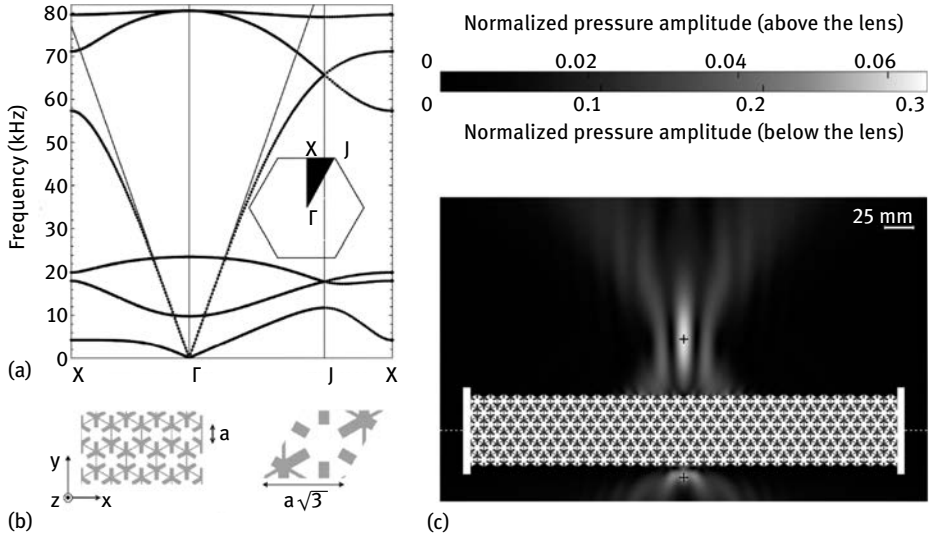 80
70
60
50
40
30
20
10
0
Frequency (kHz)
X
J
Γ
(a)
X
Γ
J
X
a
y
z
x
a√3
(b)
Normalized pressure amplitude (above the lens)
0
0.02
0.04
0.06
0
0.1
0.2
0.3
Normalized pressure amplitude (below the lens)
25 mm
(c)